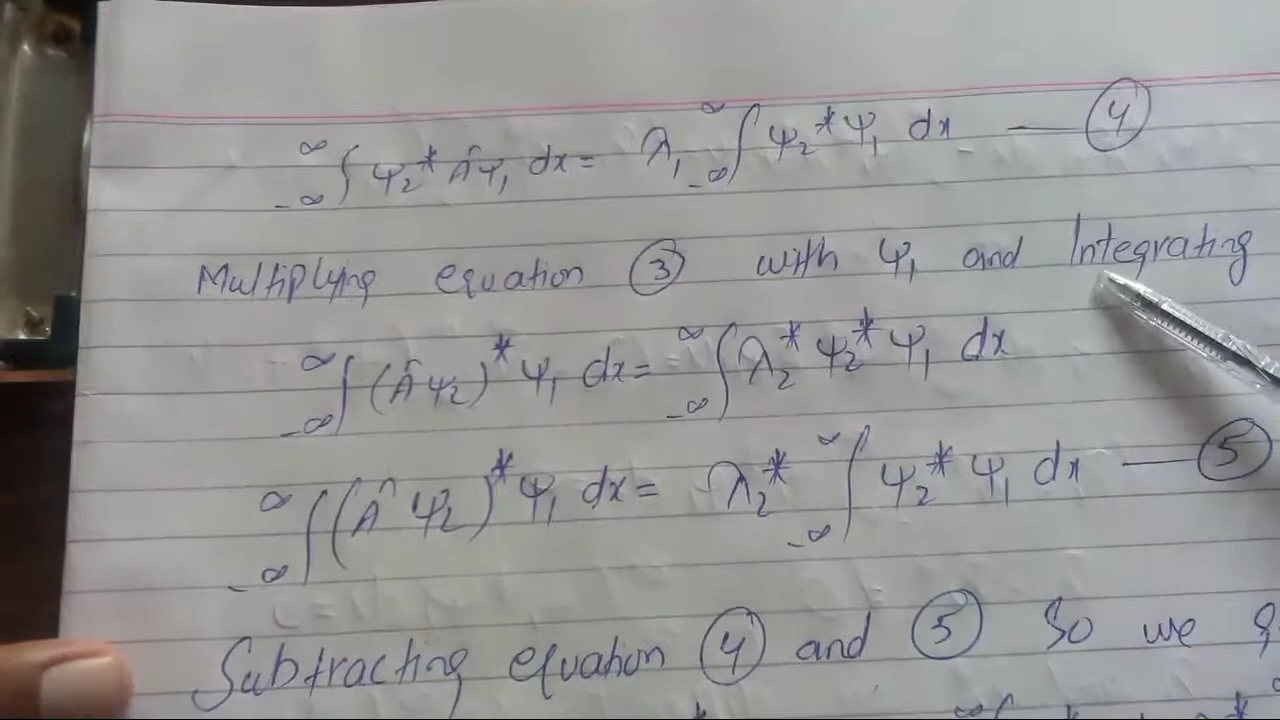 ∞∫-∞ ψ₂* Âψ₁ dx = λ₁ ∞∫-∞ ψ₂* ψ₁ dx — ④
Multiplying equation ③ with ψ₁ and Integrating
∞∫-∞ (Âψ₂)* ψ₁ dx = ∞∫-∞ λ₂* ψ₂* ψ₁ dx
∞∫-∞ (Âψ₂)* ψ₁ dx = λ₂* ∞∫-∞ ψ₂* ψ₁ dx — ⑤
Subtracting equation ④ and ⑤ So we